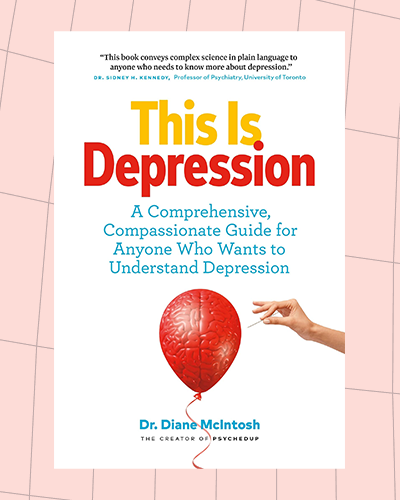 “This book conveys complex science in plain language to
anyone who needs to know more about depression.”
DR. SIDNEY H. KENNEDY, Professor of Psychiatry, University of Toronto
This Is
Depression
A Comprehensive,
Compassionate Guide for
Anyone Who Wants to
Understand Depression
Dr. Diane McIntosh
THE CREATOR OF PSYCHEDUP